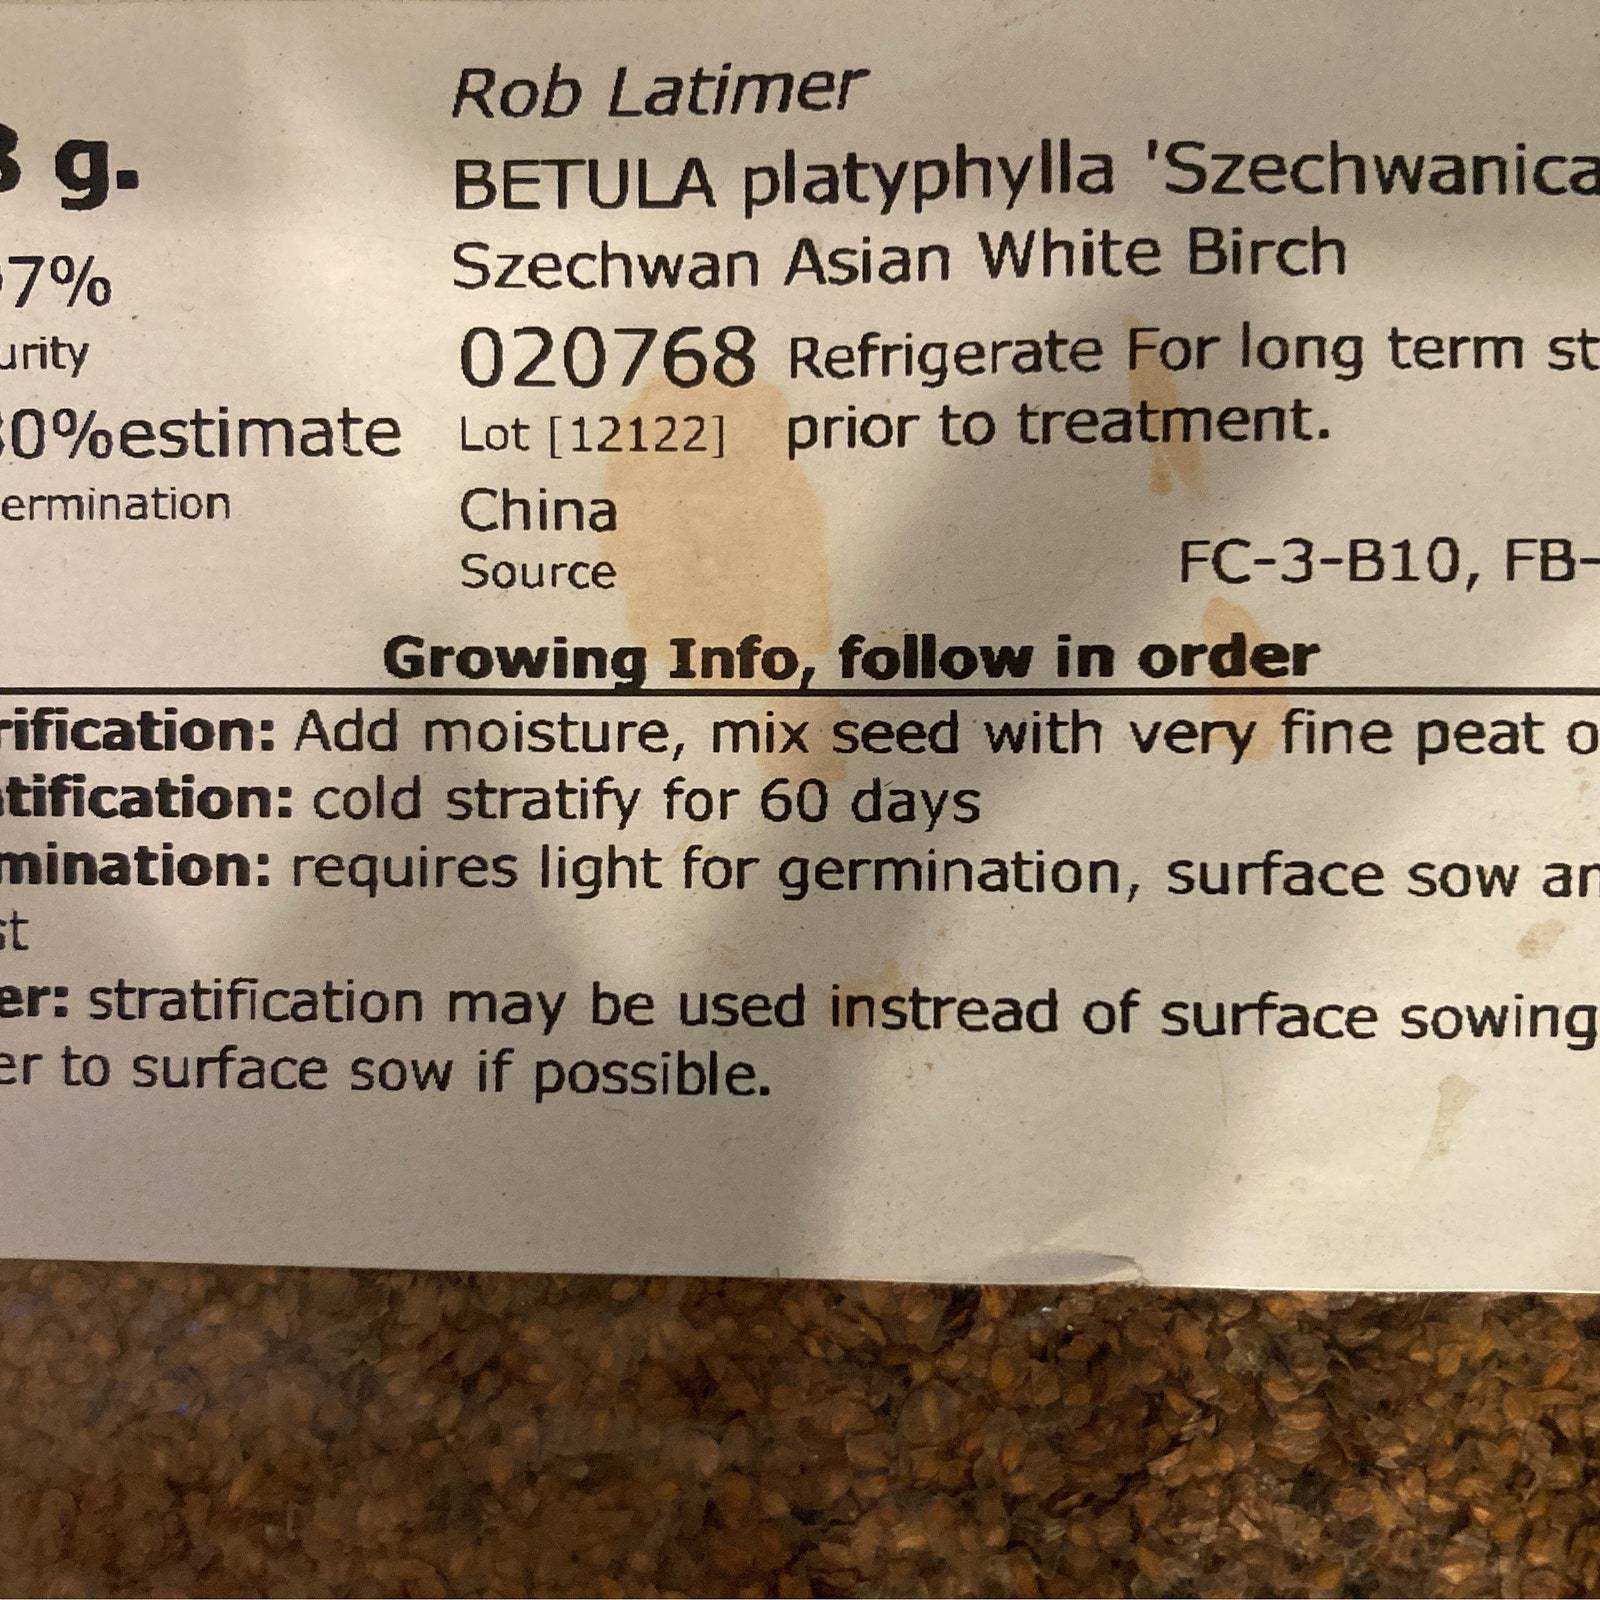 Rob Latimer
g.
BETULA platyphylla 'Szechwanica
7%
Szechwan Asian White Birch
urity
020768 Refrigerate For long term st
0%estimate
Lot [12122] prior to treatment.
ermination
China
Source
FC-3-B10, FB-
Growing Info, follow in order
rification: Add moisture, mix seed with very fine peat o
tification: cold stratify for 60 days
mination: requires light for germination, surface sow an
st
er: stratification may be used instread of surface sowing
er to surface sow if possible.